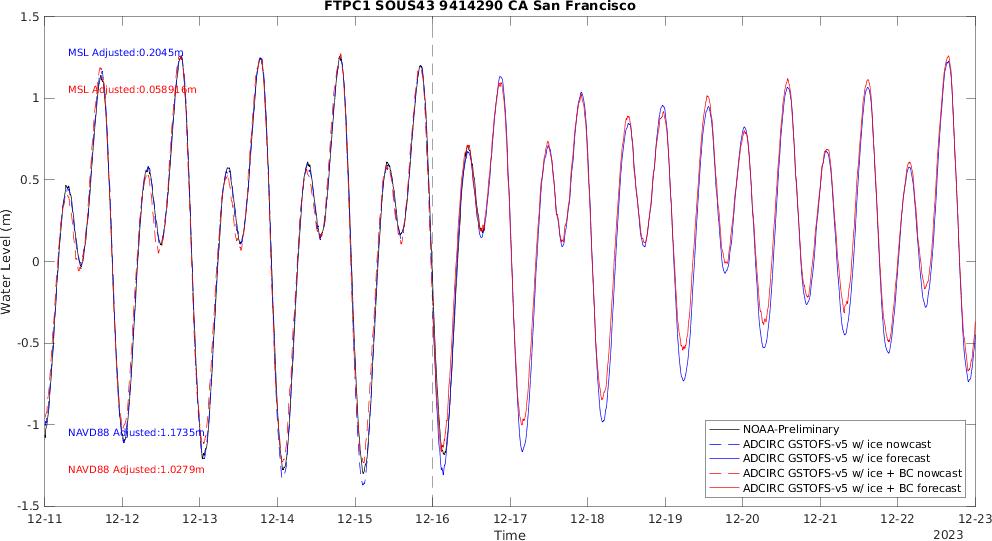 FTPC1 SOUS43 9414290 CA San Francisco
1.5
1
0.5
0
-0.5
-1
-1.5
Water Level (m)
MSL Adjusted:0.2045m
MSL Adjusted:0.058916m
NAVD88 Adjusted:1.1735m
NAVD88 Adjusted:1.0279m
NOAA-Preliminary
ADCIRC GSTOFS-v5 w/ ice nowcast
ADCIRC GSTOFS-v5 w/ ice forecast
ADCIRC GSTOFS-v5 w/ ice + BC nowcast
ADCIRC GSTOFS-v5 w/ ice + BC forecast
12-11 12-12 12-13 12-14 12-15 12-16 12-17 12-18 12-19 12-20 12-21 12-22 12-23
Time
2023